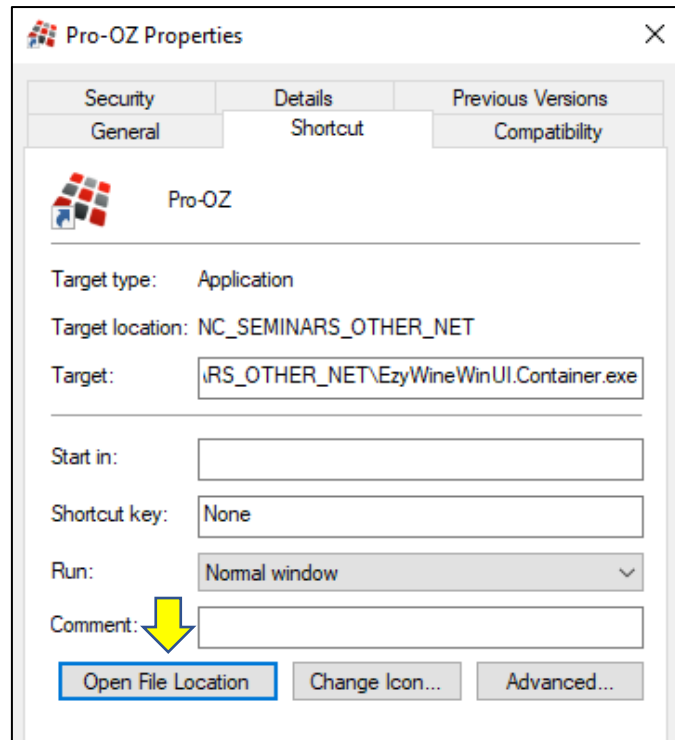 Pro-OZ Properties
Security Details Previous Versions
General Shortcut Compatibility
Pro-OZ
Target type: Application
Target location: NC_SEMINARS_OTHER_NET
Target: \RS_OTHER_NET\EzyWineWinUI.Container.exe
Start in:
Shortcut key: None
Run: Normal window
Comment:
Open File Location Change Icon... Advanced...